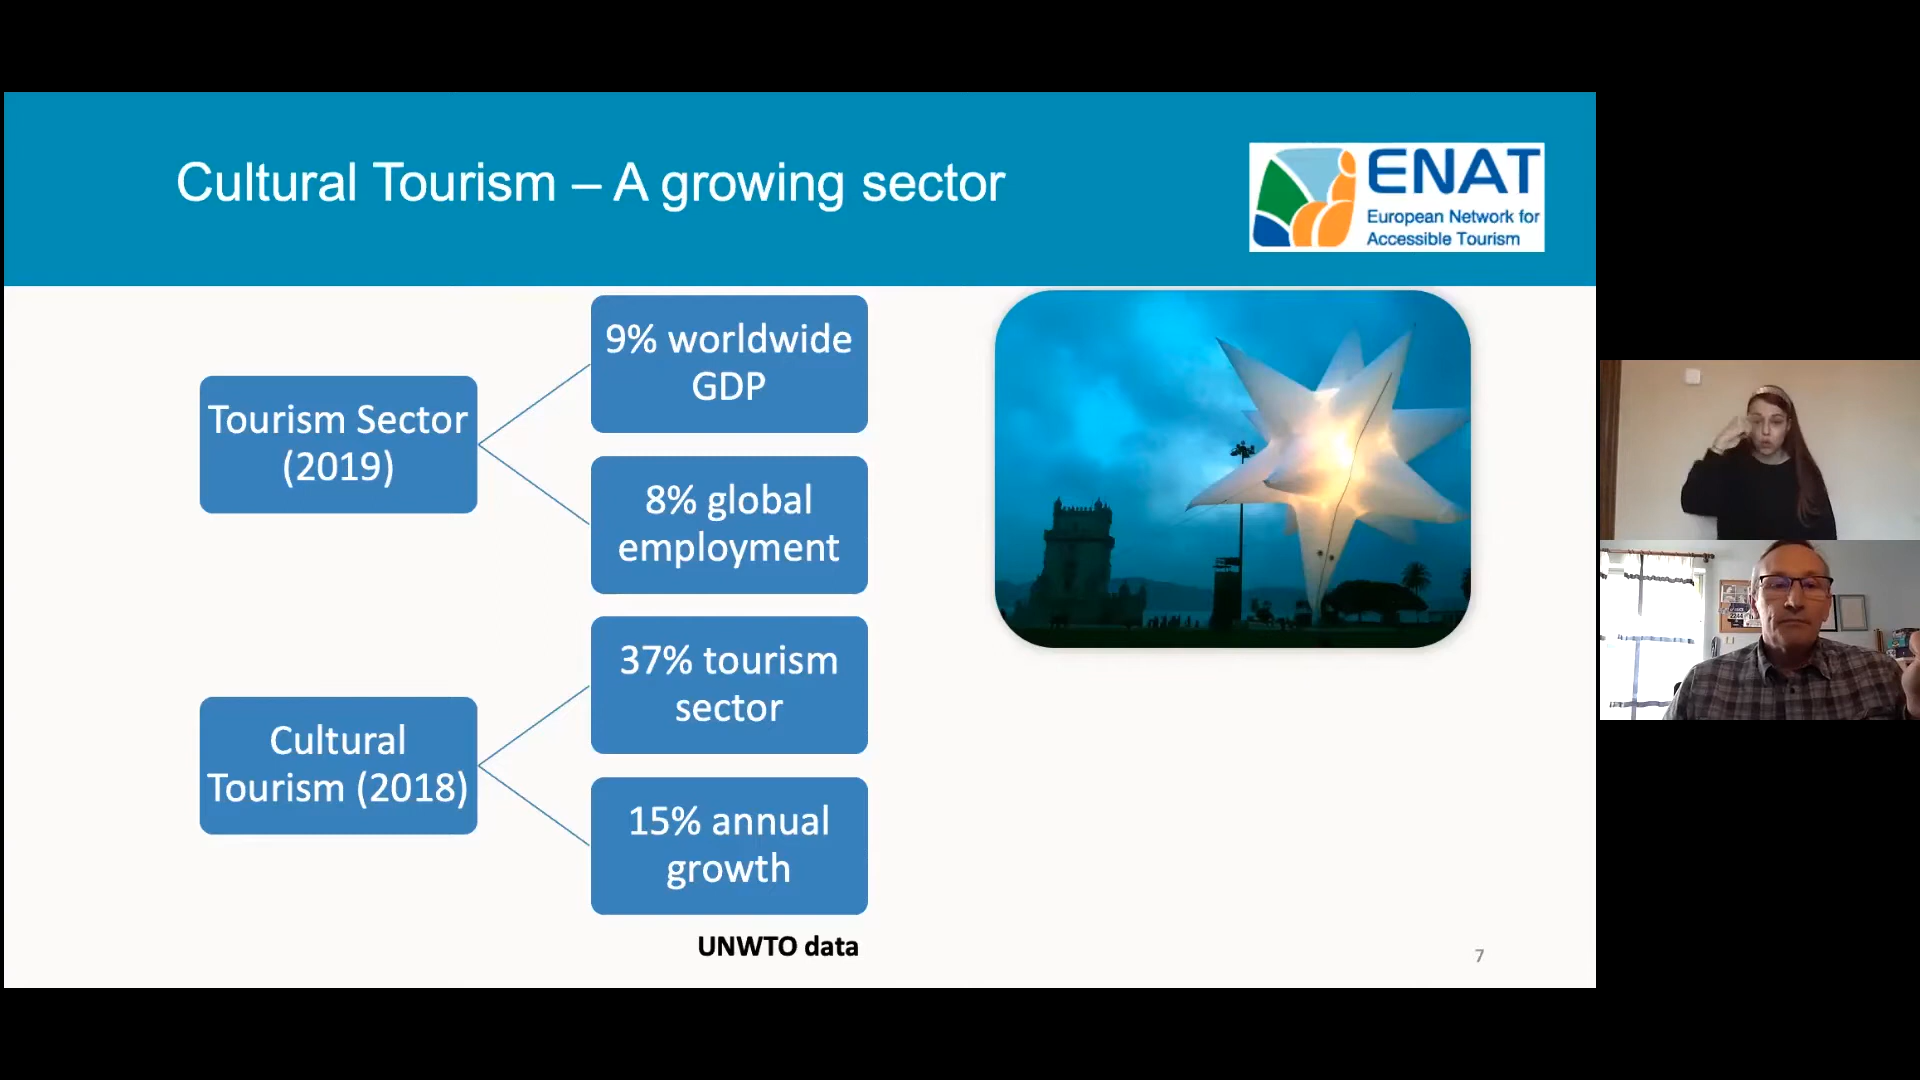 Cultural Tourism – A growing sector
ENAT
European Network for
Accessible Tourism
Tourism Sector
(2019)
9% worldwide
GDP
8% global
employment
Cultural
Tourism (2018)
37% tourism
sector
15% annual
growth
UNWTO data
7